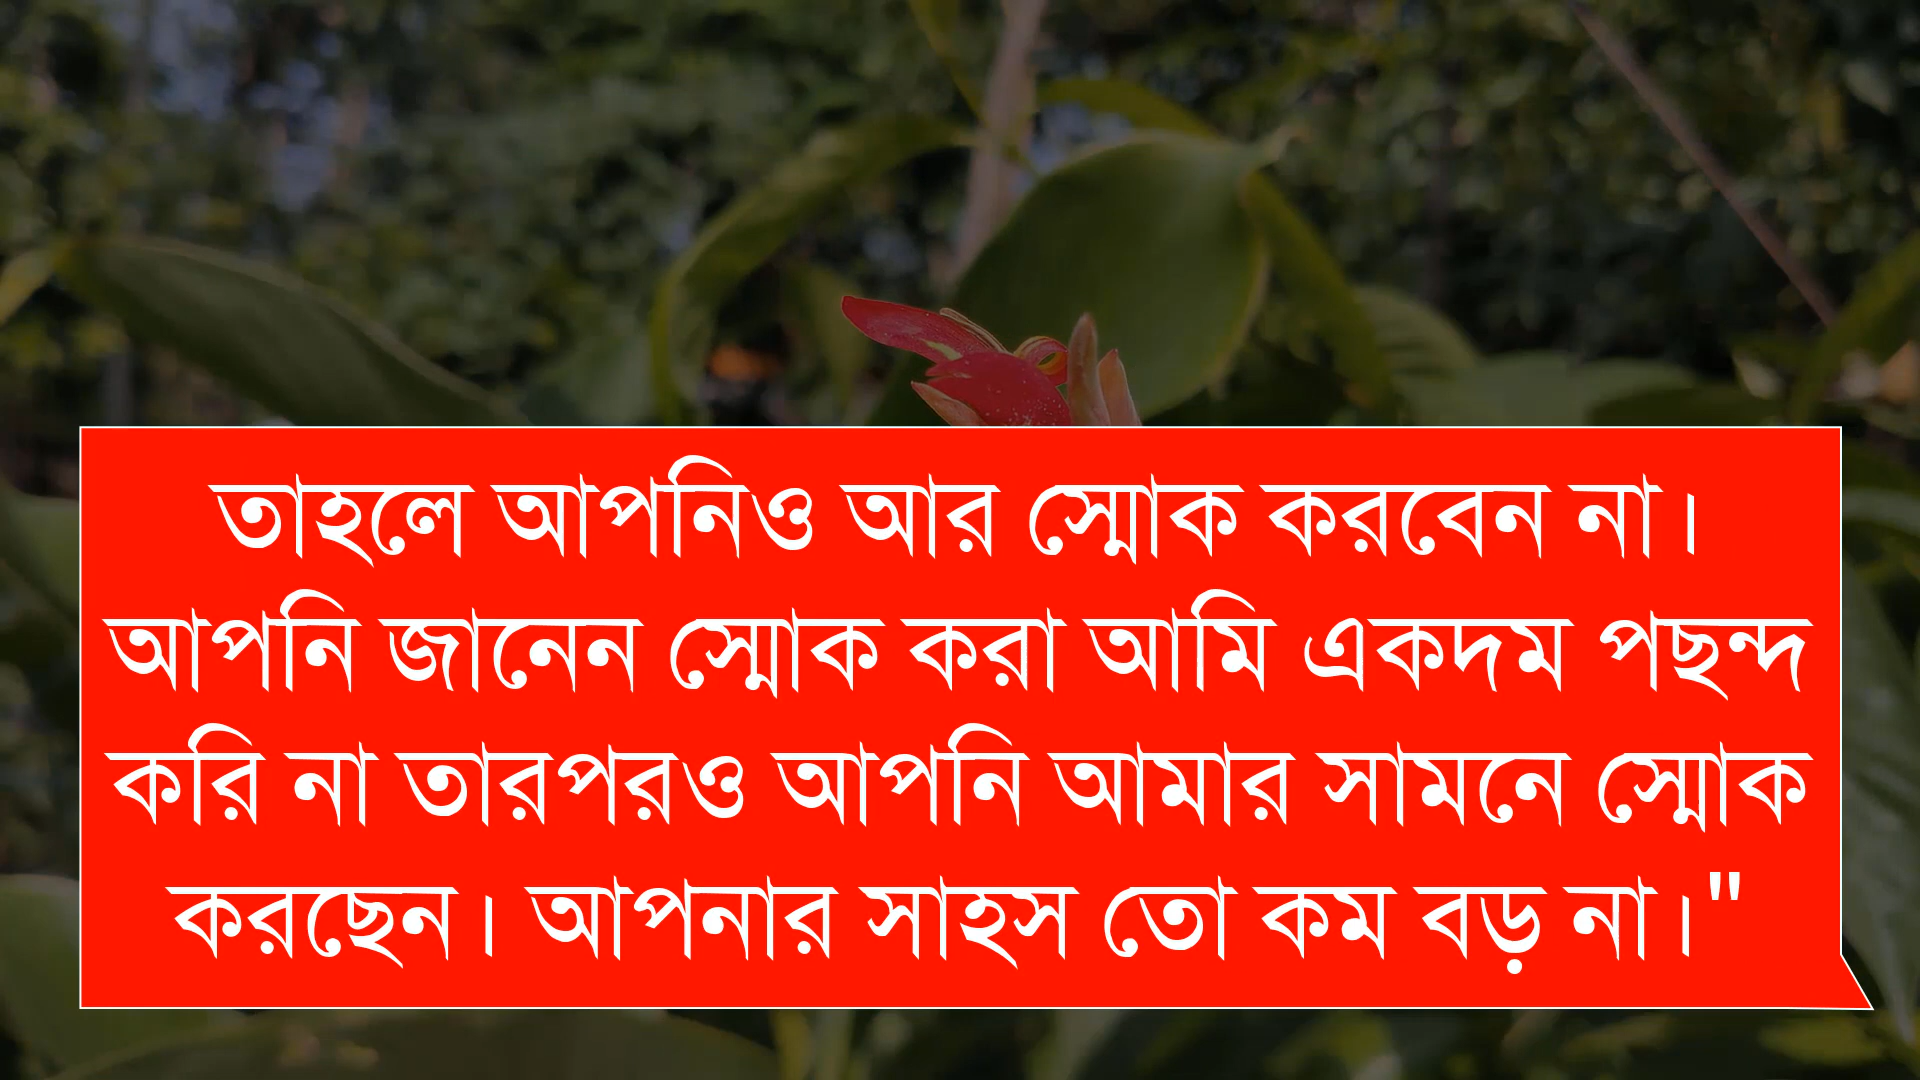 তাহলে আপনিও আর স্মোক করবেন না।
আপনি জানেন স্মোক করা আমি একদম পছন্দ
করি না তারপরও আপনি আমার সামনে স্মোক
করছেন। আপনার সাহস তো কম বড় না।"